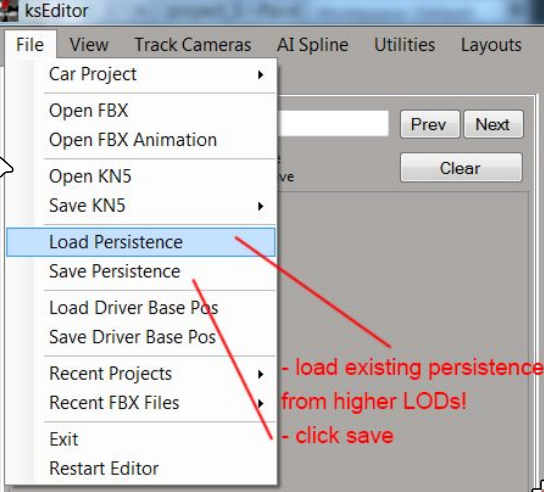 ksEditor
File View Track Cameras AI Spline Utilities Layouts
Car Project
Open FBX
Open FBX Animation
Prev Next
Open KN5
Clear
Save KN5
Load Persistence
Save Persistence
Load Driver Base Pos
Save Driver Base Pos
Recent Projects
Recent FBX Files
Exit
Restart Editor
- load existing persistence
from higher LODs!
- click save